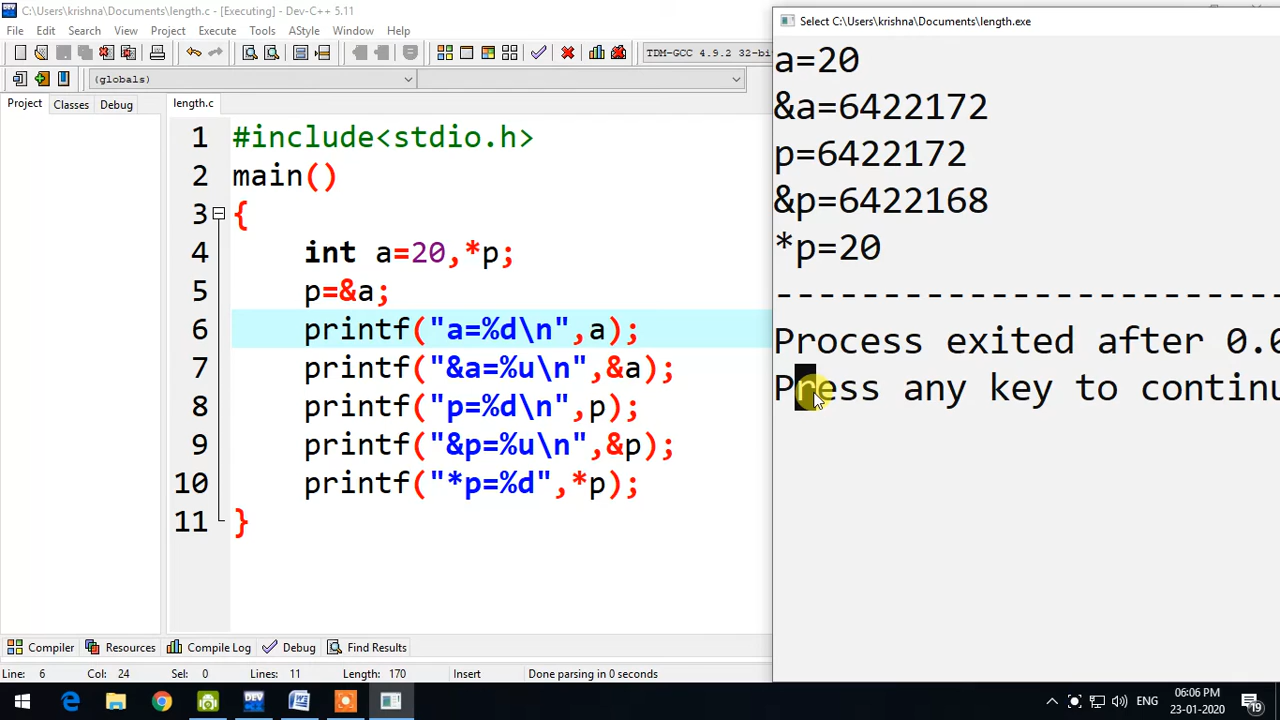 C:\Users\krishna\Documents\length.c - [Executing] - Dev-C++ 5.11
File Edit Search View Project Execute Tools AStyle Window Help
TDM-GCC 4.9.2 32-bi
(globals)
Project Classes Debug
length.c
1 #include<stdio.h>
2 main()
3 {
4 int a=20,*p;
5 p=&a;
6 printf("a=%d\n",a);
7 printf("&a=%u\n",&a);
8 printf("p=%d\n",p);
9 printf("&p=%u\n",&p);
10 printf("*p=%d",*p);
11 }
Select C:\Users\krishna\Documents\length.exe
a=20
&a=6422172
p=6422172
&p=6422168
*p=20
--------------------------------
Process exited after 0.0
Press any key to continu
Compiler Resources Compile Log Debug Find Results
Line: 6 Col: 24 Sel: 0 Lines: 11 Length: 170 Insert Done parsing in 0 seconds
DEV
ENG
06:06 PM
23-01-2020
19